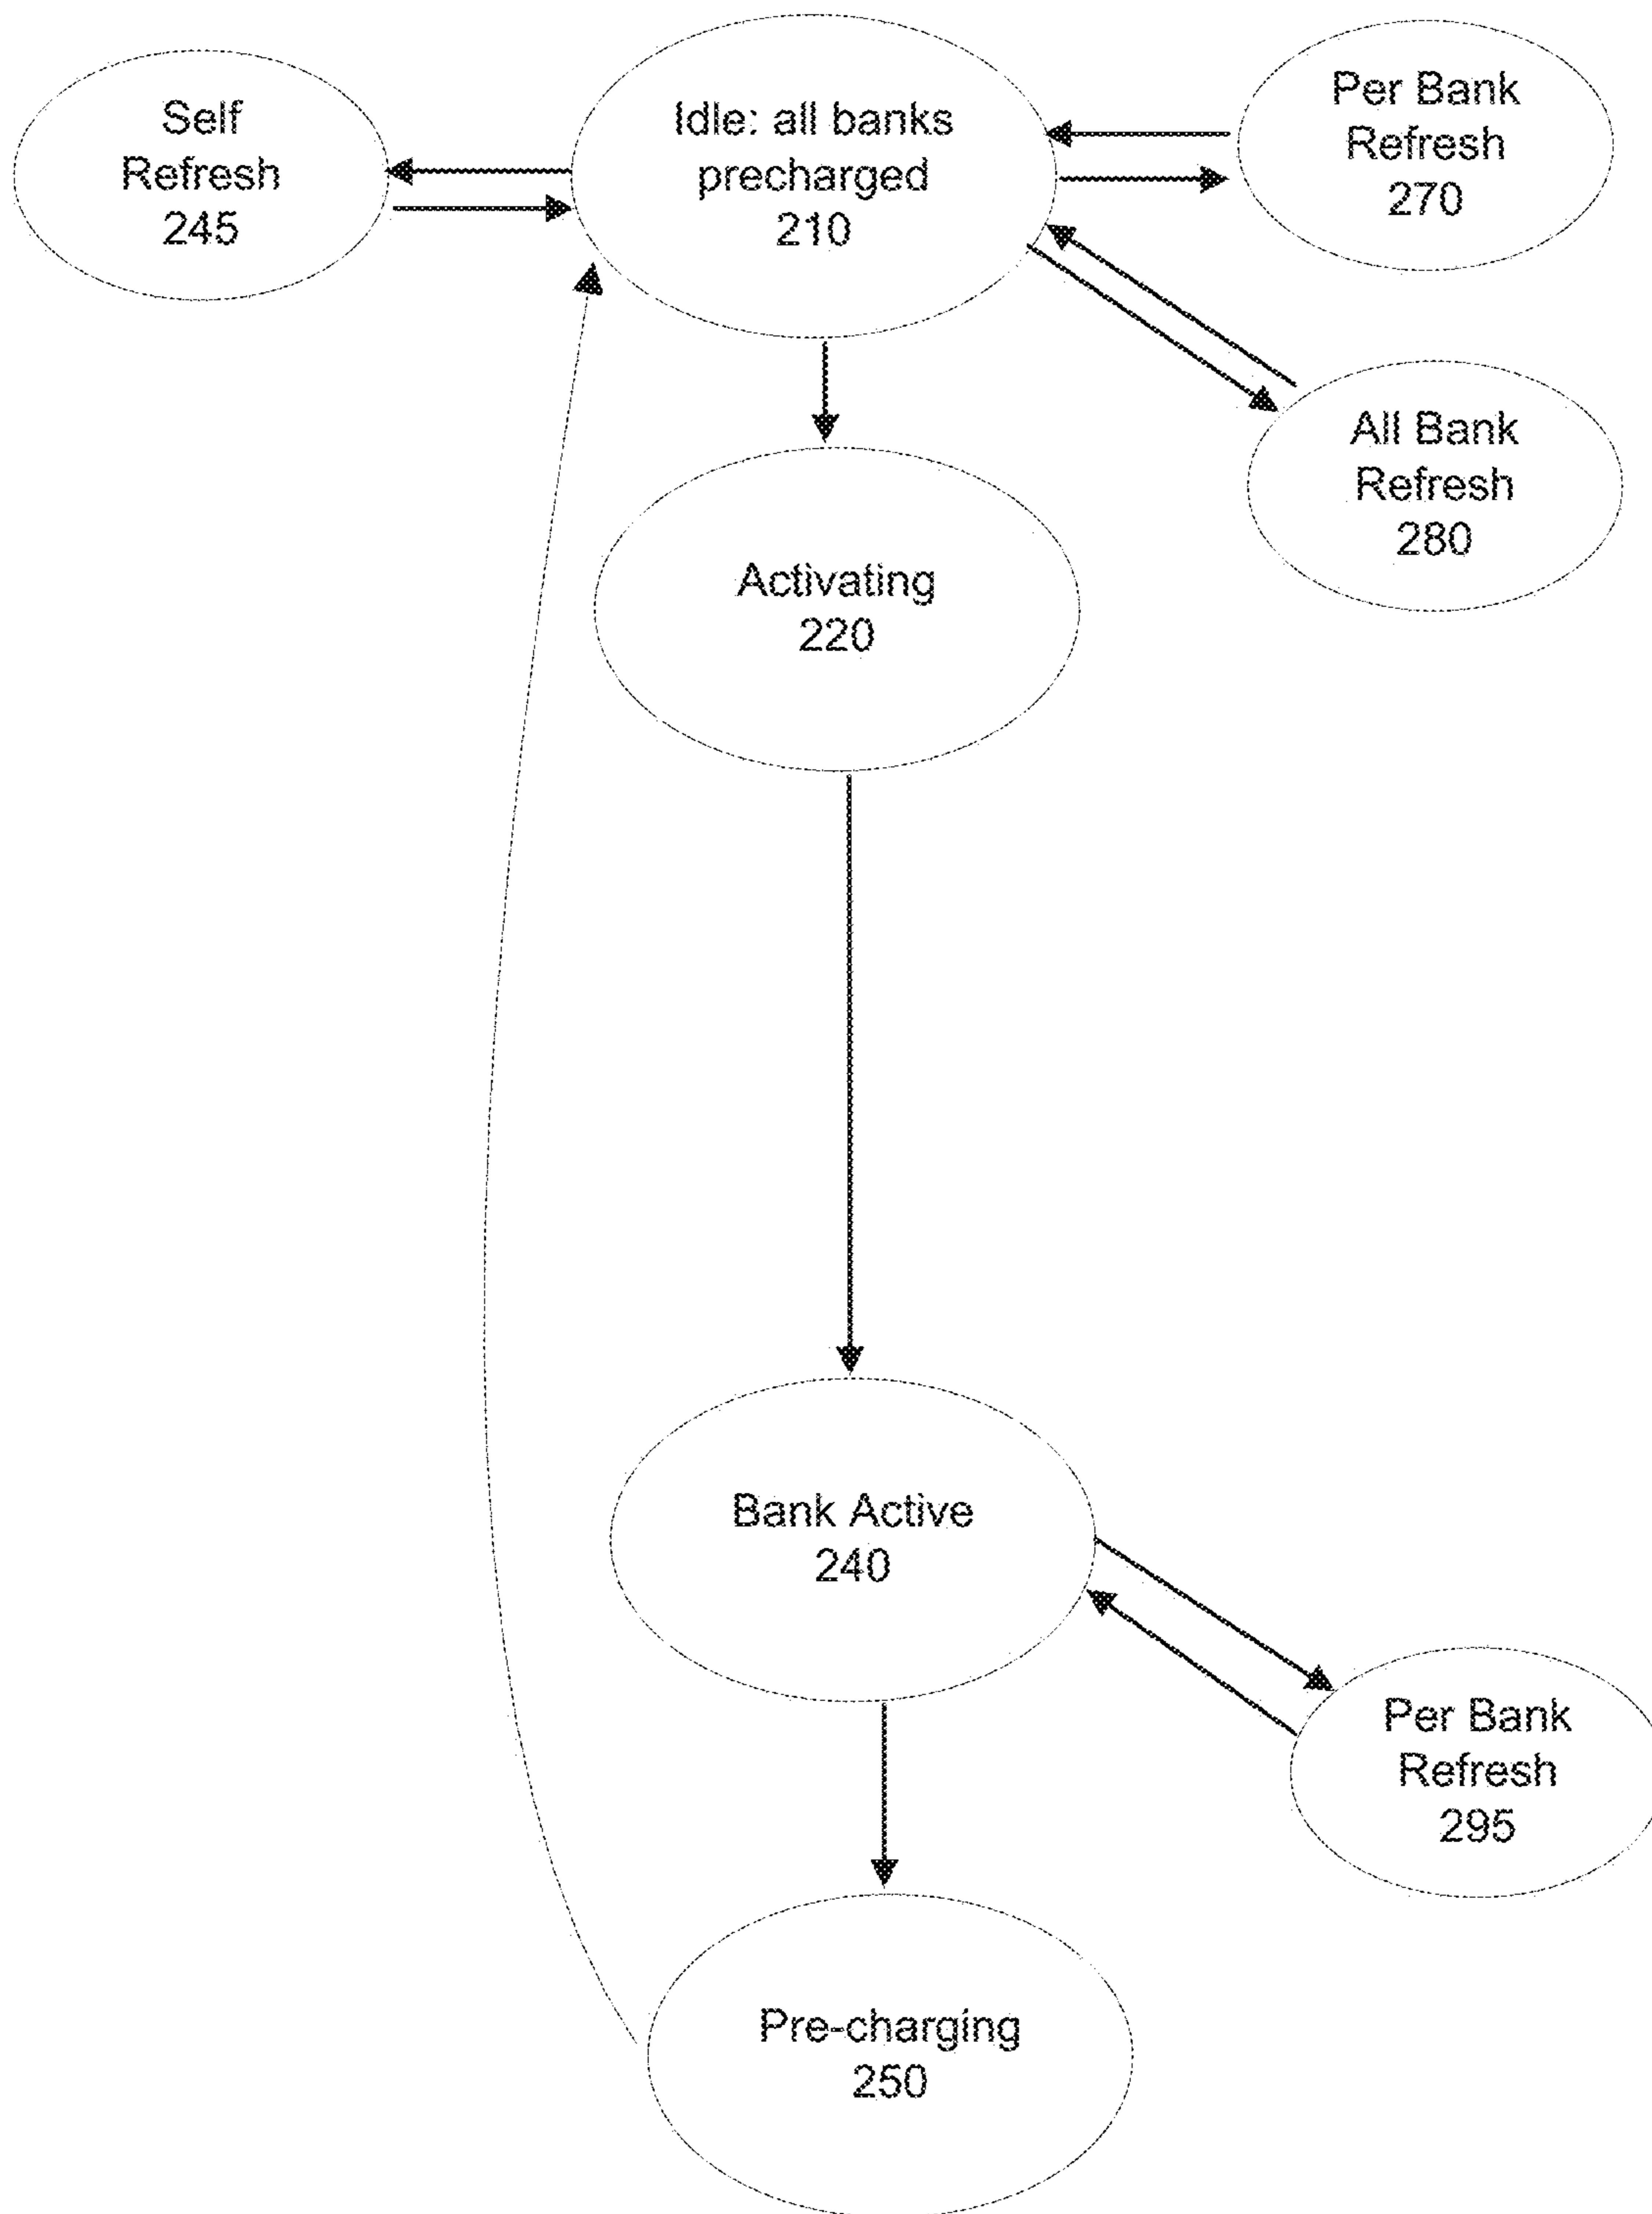 Self
Refresh
245
Idle: all banks
precharged
210
Per Bank
Refresh
270
All Bank
Refresh
280
Activating
220
Bank Active
240
Per Bank
Refresh
295
Pre-charging
250